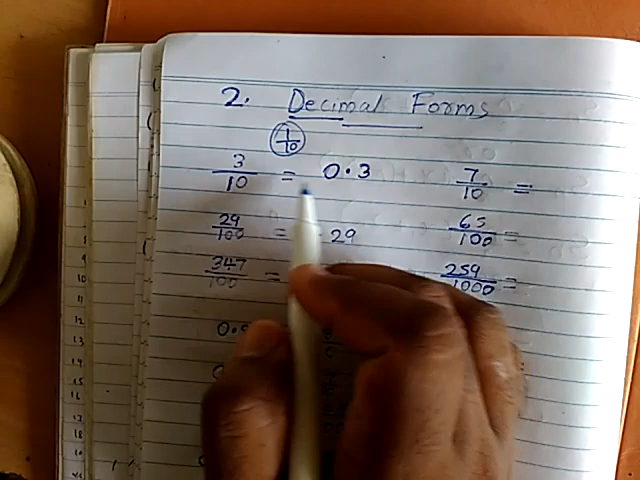 2. Decimal Forms
1/10
3/10 = 0.3 7/10 =
29/100 = .29 65/100 =
347/100 = 259/1000 =